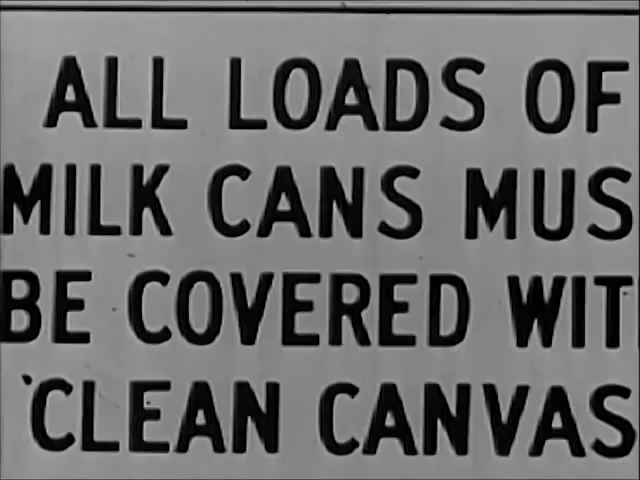 ALL LOADS OF
MILK CANS MUS
BE COVERED WIT
CLEAN CANVAS